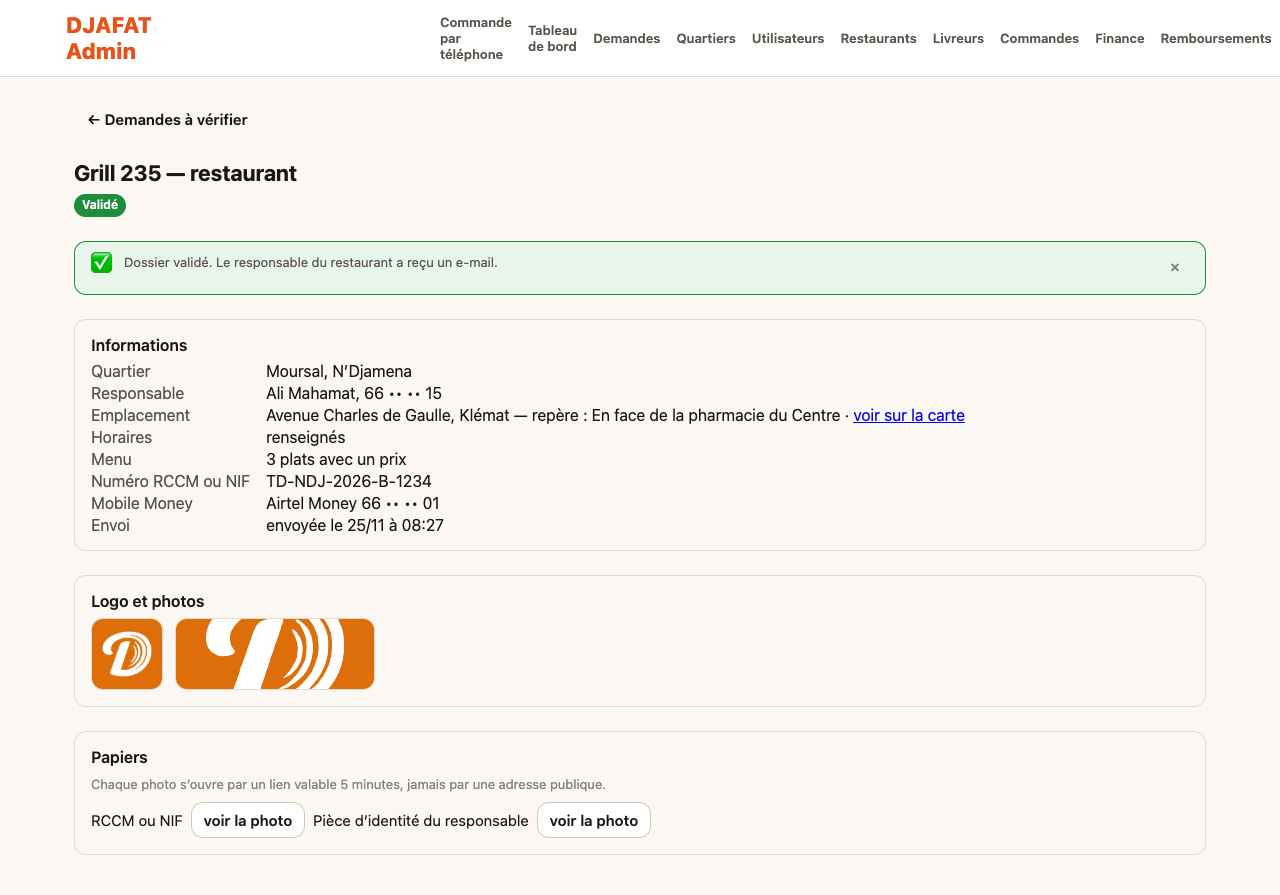 DJAFAT
Admin
Commande
par
téléphone
Tableau
de bord
Demandes
Quartiers
Utilisateurs
Restaurants
Livreurs
Commandes
Finance
Remboursements
← Demandes à vérifier
Grill 235 — restaurant
Validé
Dossier validé. Le responsable du restaurant a reçu un e-mail.
×
Informations
Quartier Moursal, N’Djamena
Responsable Ali Mahamat, 66 •• •• 15
Emplacement Avenue Charles de Gaulle, Klémat — repère : En face de la pharmacie du Centre · voir sur la carte
Horaires renseignés
Menu 3 plats avec un prix
Numéro RCCM ou NIF TD-NDJ-2026-B-1234
Mobile Money Airtel Money 66 •• •• 01
Envoi envoyée le 25/11 à 08:27
Logo et photos
Papiers
Chaque photo s’ouvre par un lien valable 5 minutes, jamais par une adresse publique.
RCCM ou NIF voir la photo Pièce d’identité du responsable voir la photo